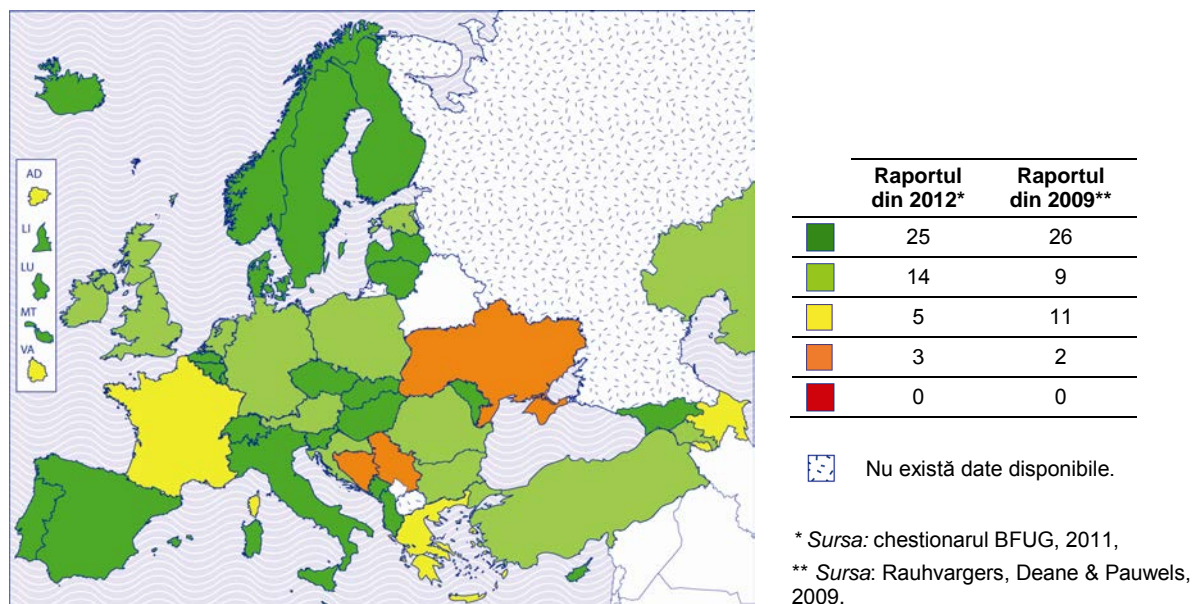 AD
LI
LU
MT
VA
Raportul din 2012* Raportul din 2009**
25 26
14 9
5 11
3 2
0 0
Nu există date disponibile.
* Sursa: chestionarul BFUG, 2011,
** Sursa: Rauhvargers, Deane & Pauwels,
2009.